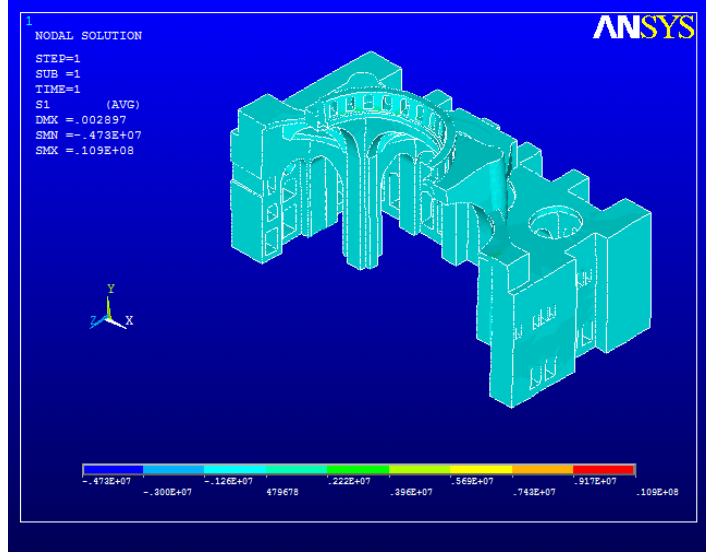 1
ANSYS
NODAL SOLUTION
STEP=1
SUB =1
TIME=1
S1 (AVG)
DMX =.002897
SMN =-.473E+07
SMX =.109E+08
Y
Z X
-.473E+07 -.126E+07 .222E+07 .569E+07 .917E+07
-.300E+07 479678 .396E+07 .743E+07 .109E+08